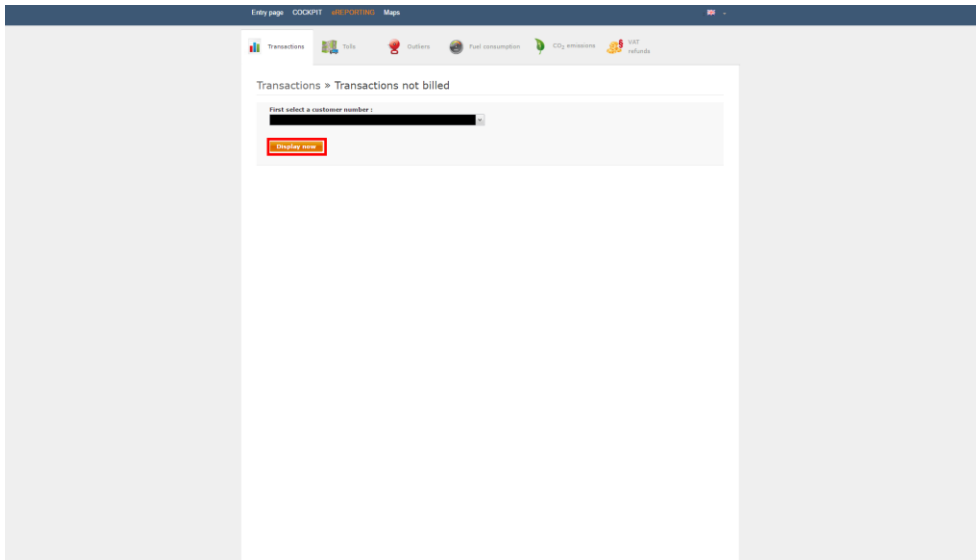 Entry page COCKPIT eREPORTING Maps
Transactions Tolls Outliers Fuel consumption CO₂ emissions VAT refunds
Transactions » Transactions not billed
First select a customer number :
Display now